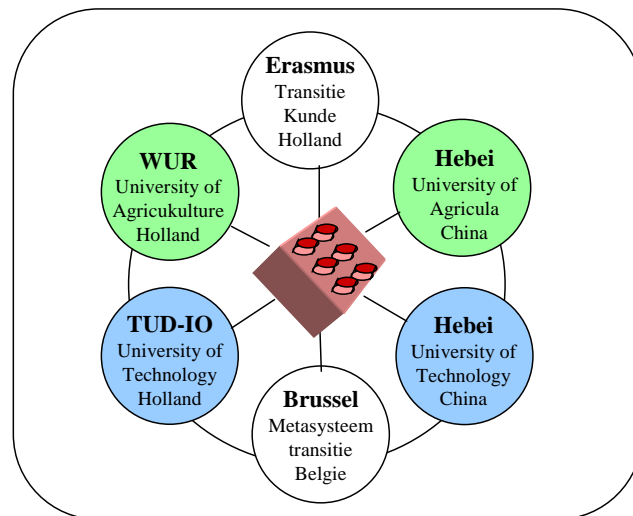 Erasmus
Transitie
Kunde
Holland
WUR
University of
Agricukulture
Holland
Hebei
University of
Agricula
China
TUD-IO
University of
Technology
Holland
Hebei
University of
Technology
China
Brussel
Metasysteem
transitie
Belgie